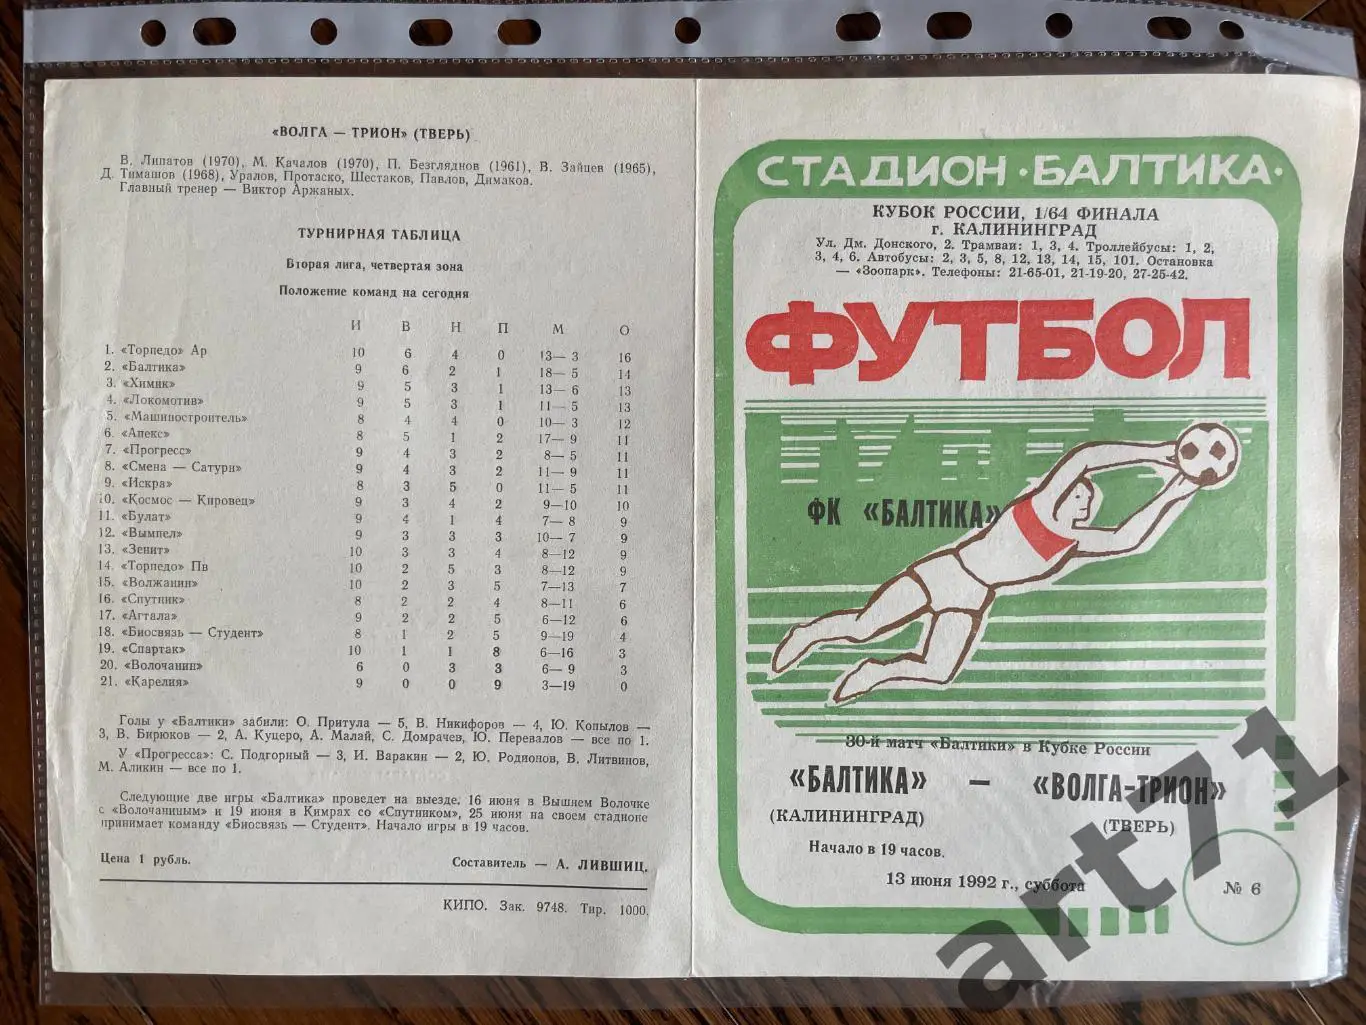 «ВОЛГА — ТРИОН» (ТВЕРЬ)
В. Липатов (1970), М. Качалов (1970), П. Безгляднов (1961), В. Зайцев (1965),
Д. Тимашов (1968), Уралов, Протаско, Шестаков, Павлов, Димаков.
Главный тренер — Виктор Аржаных.
ТУРНИРНАЯ ТАБЛИЦА
Вторая лига, четвертая зона
Положение команд на сегодня
И В Н П М О
1. «Торпедо» Ар 10 6 4 0 13— 3 16
2. «Балтика» 9 6 2 1 18— 5 14
3. «Химик» 9 5 3 1 13— 6 13
4. «Локомотив» 9 5 3 1 11— 5 13
5. «Машиностроитель» 8 4 4 0 10— 3 12
6. «Апекс» 8 5 1 2 17— 9 11
7. «Прогресс» 9 4 3 2 8— 5 11
8. «Смена — Сатурн» 9 4 3 2 11— 9 11
9. «Искра» 8 3 5 0 11— 5 11
10. «Космос — Кировец» 9 3 4 2 9—10 10
11. «Булат» 9 4 1 4 7— 8 9
12. «Вымпел» 9 3 3 3 10— 7 9
13. «Зенит» 10 3 3 4 8—12 9
14. «Торпедо» Пв 10 2 5 3 8—12 9
15. «Волжанин» 10 2 3 5 7—13 7
16. «Спутник» 8 2 2 4 8—11 6
17. «Агтала» 9 2 2 5 6—12 6
18. «Биосвязь — Студент» 8 1 2 5 9—19 4
19. «Спартак» 10 1 1 8 6—16 3
20. «Волочанин» 6 0 3 3 6— 9 3
21. «Карелия» 9 0 0 9 3—19 0
Голы у «Балтики» забили: О. Притула — 5, В. Никифоров — 4, Ю. Копылов —
3, В. Бирюков — 2, А. Куцеро, А. Малай, С. Домрачев, Ю. Перевалов — все по 1.
У «Прогресса»: С. Подгорный — 3, И. Варакин — 2, Ю. Родионов, В. Литвинов,
М. Аликин — все по 1.
Следующие две игры «Балтика» проведет на выезде. 16 июня в Вышнем Волочке
с «Волочаниным» и 19 июня в Кимрах со «Спутником», 25 июня на своем стадионе
принимает команду «Биосвязь — Студент». Начало игры в 19 часов.
Цена 1 рубль. Составитель — А. ЛИВШИЦ.
КИПО. Зак. 9748. Тир. 1000.
СТАДИОН · БАЛТИКА ·
КУБОК РОССИИ, 1/64 ФИНАЛА
г. КАЛИНИНГРАД
Ул. Дм. Донского, 2. Трамваи: 1, 3, 4. Троллейбусы: 1, 2,
3, 4, 6. Автобусы: 2, 3, 5, 8, 12, 13, 14, 15, 101. Остановка
— «Зоопарк». Телефоны: 21-65-01, 21-19-20, 27-25-42.
ФУТБОЛ
ФК «БАЛТИКА»
30-й матч «Балтики» в Кубке России
«БАЛТИКА» — «ВОЛГА-ТРИОН»
(КАЛИНИНГРАД) (ТВЕРЬ)
Начало в 19 часов.
13 июня 1992 г., суббота
№ 6
art71